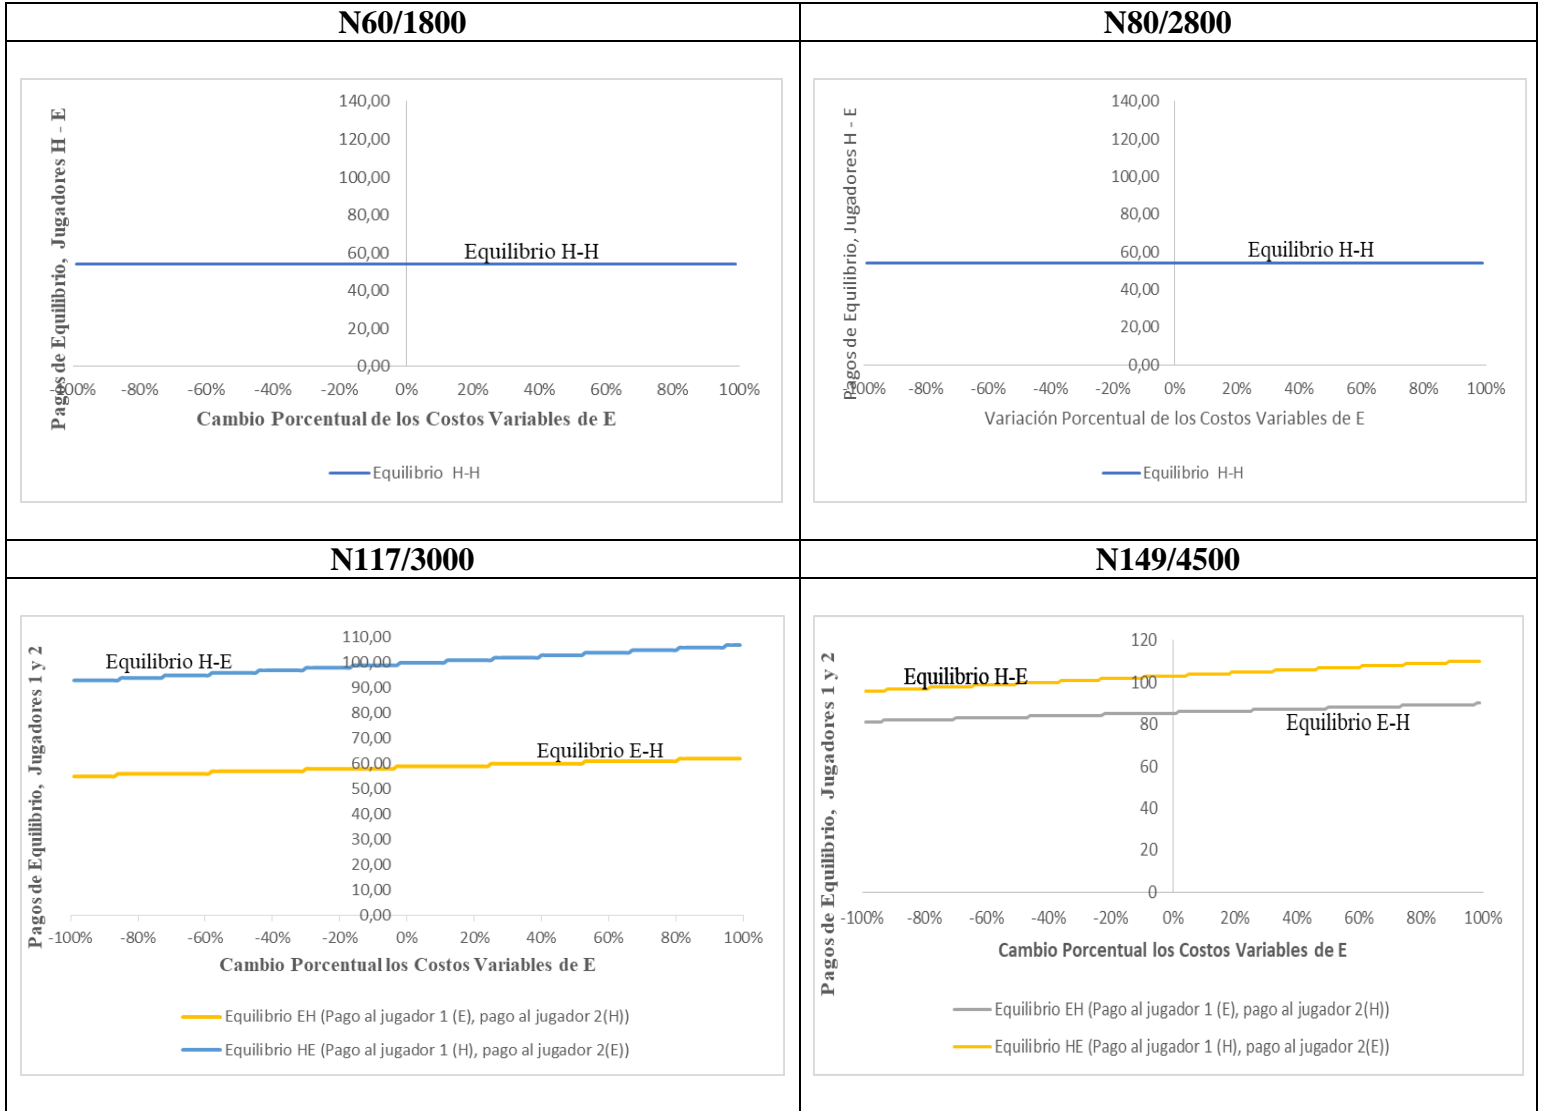 N60/1800
N80/2800
Pagos de Equilibrio, Jugadores H - E
140,00
120,00
100,00
80,00
60,00
40,00
20,00
0,00
Equilibrio H-H
-100% -80% -60% -40% -20% 0% 20% 40% 60% 80% 100%
Cambio Porcentual de los Costos Variables de E
Equilibrio H-H
Pagos de Equilibrio, Jugadores H - E
140,00
120,00
100,00
80,00
60,00
40,00
20,00
0,00
Equilibrio H-H
-100% -80% -60% -40% -20% 0% 20% 40% 60% 80% 100%
Variación Porcentual de los Costos Variables de E
Equilibrio H-H
N117/3000
N149/4500
Pagos de Equilibrio, Jugadores 1 y 2
110,00
100,00
90,00
80,00
70,00
60,00
50,00
40,00
30,00
20,00
10,00
0,00
Equilibrio H-E
Equilibrio E-H
-100% -80% -60% -40% -20% 0% 20% 40% 60% 80% 100%
Cambio Porcentual los Costos Variables de E
Equilibrio EH (Pago al jugador 1 (E), pago al jugador 2(H))
Equilibrio HE (Pago al jugador 1 (H), pago al jugador 2(E))
Pagos de Equilibrio, Jugadores 1 y 2
120
100
80
60
40
20
0
Equilibrio H-E
Equilibrio E-H
-100% -80% -60% -40% -20% 0% 20% 40% 60% 80% 100%
Cambio Porcentual los Costos Variables de E
Equilibrio EH (Pago al jugador 1 (E), pago al jugador 2(H))
Equilibrio HE (Pago al jugador 1 (H), pago al jugador 2(E))